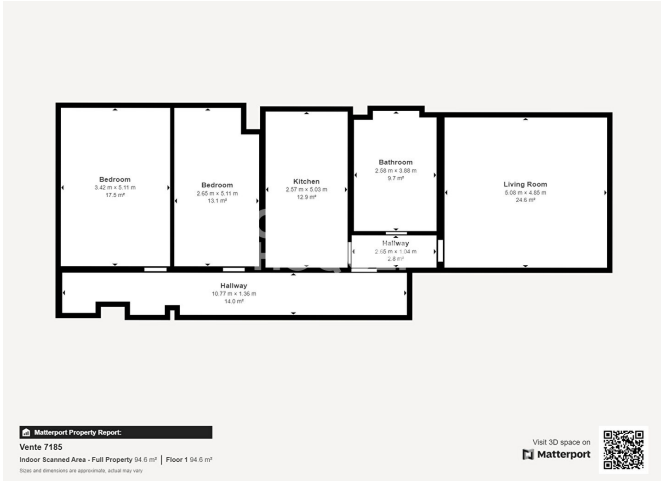 Bedroom
3.42 m × 5.11 m
17.5 m²
Bedroom
2.65 m × 5.11 m
13.1 m²
Kitchen
2.57 m × 5.03 m
12.9 m²
Bathroom
2.58 m × 3.88 m
9.7 m²
Living Room
5.08 m × 4.85 m
24.6 m²
Hallway
2.8 m²
Hallway
10.77 m × 1.36 m
14.0 m²
Matterport Property Report:
Vente 7185
Indoor Scanned Area - Full Property 94.6 m² | Floor 1 94.6 m²
Sizes and dimensions are approximate, actual may vary
Visit 3D space on
Matterport